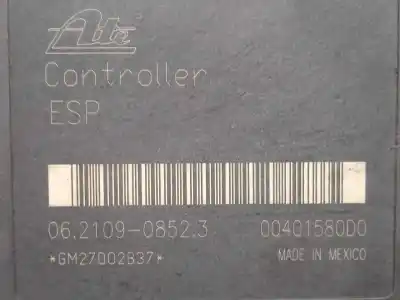 Ate
Controller
ESP
06.2109-0852.3 00401580D0
*GM27D02B37* MADE IN MEXICO